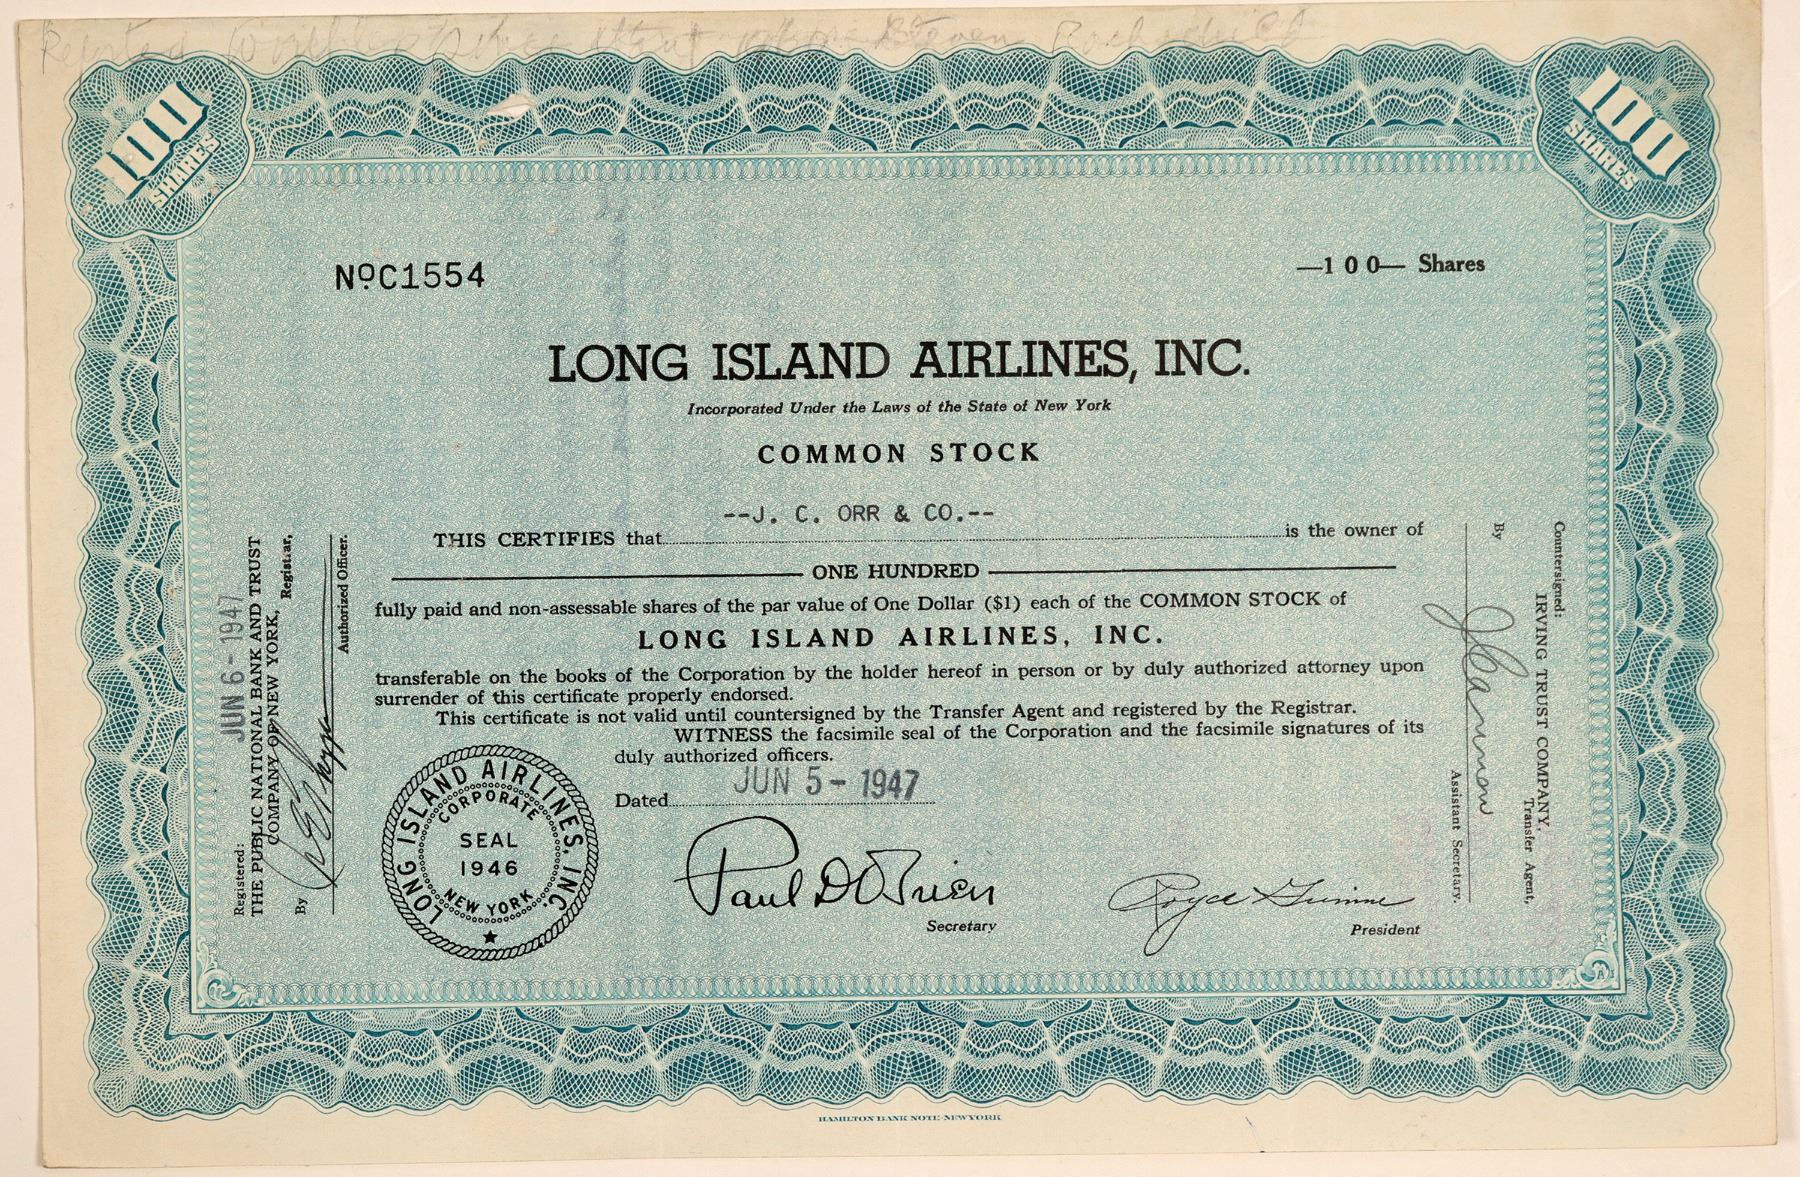 Reported Worthless
100 SHARES
100 SHARES
NºC1554
—1 0 0— Shares
LONG ISLAND AIRLINES, INC.
Incorporated Under the Laws of the State of New York
COMMON STOCK
--J. C. ORR & CO.--
THIS CERTIFIES that is the owner of
ONE HUNDRED
fully paid and non-assessable shares of the par value of One Dollar ($1) each of the COMMON STOCK of
LONG ISLAND AIRLINES, INC.
transferable on the books of the Corporation by the holder hereof in person or by duly authorized attorney upon
surrender of this certificate properly endorsed.
This certificate is not valid until countersigned by the Transfer Agent and registered by the Registrar.
WITNESS the facsimile seal of the Corporation and the facsimile signatures of its
duly authorized officers.
Dated JUN 5 - 1947
Paul D O'Brien
Secretary
Royce Grimm
President
LONG ISLAND AIRLINES, INC.
CORPORATE
SEAL
1946
NEW YORK
JUN 6 - 1947
Registered:
THE PUBLIC NATIONAL BANK AND TRUST
COMPANY OF NEW YORK,
Registrar,
By
Authorized Officer.
Countersigned:
IRVING TRUST COMPANY,
Transfer Agent,
By
Assistant Secretary.
HAMILTON BANK NOTE-NEW YORK